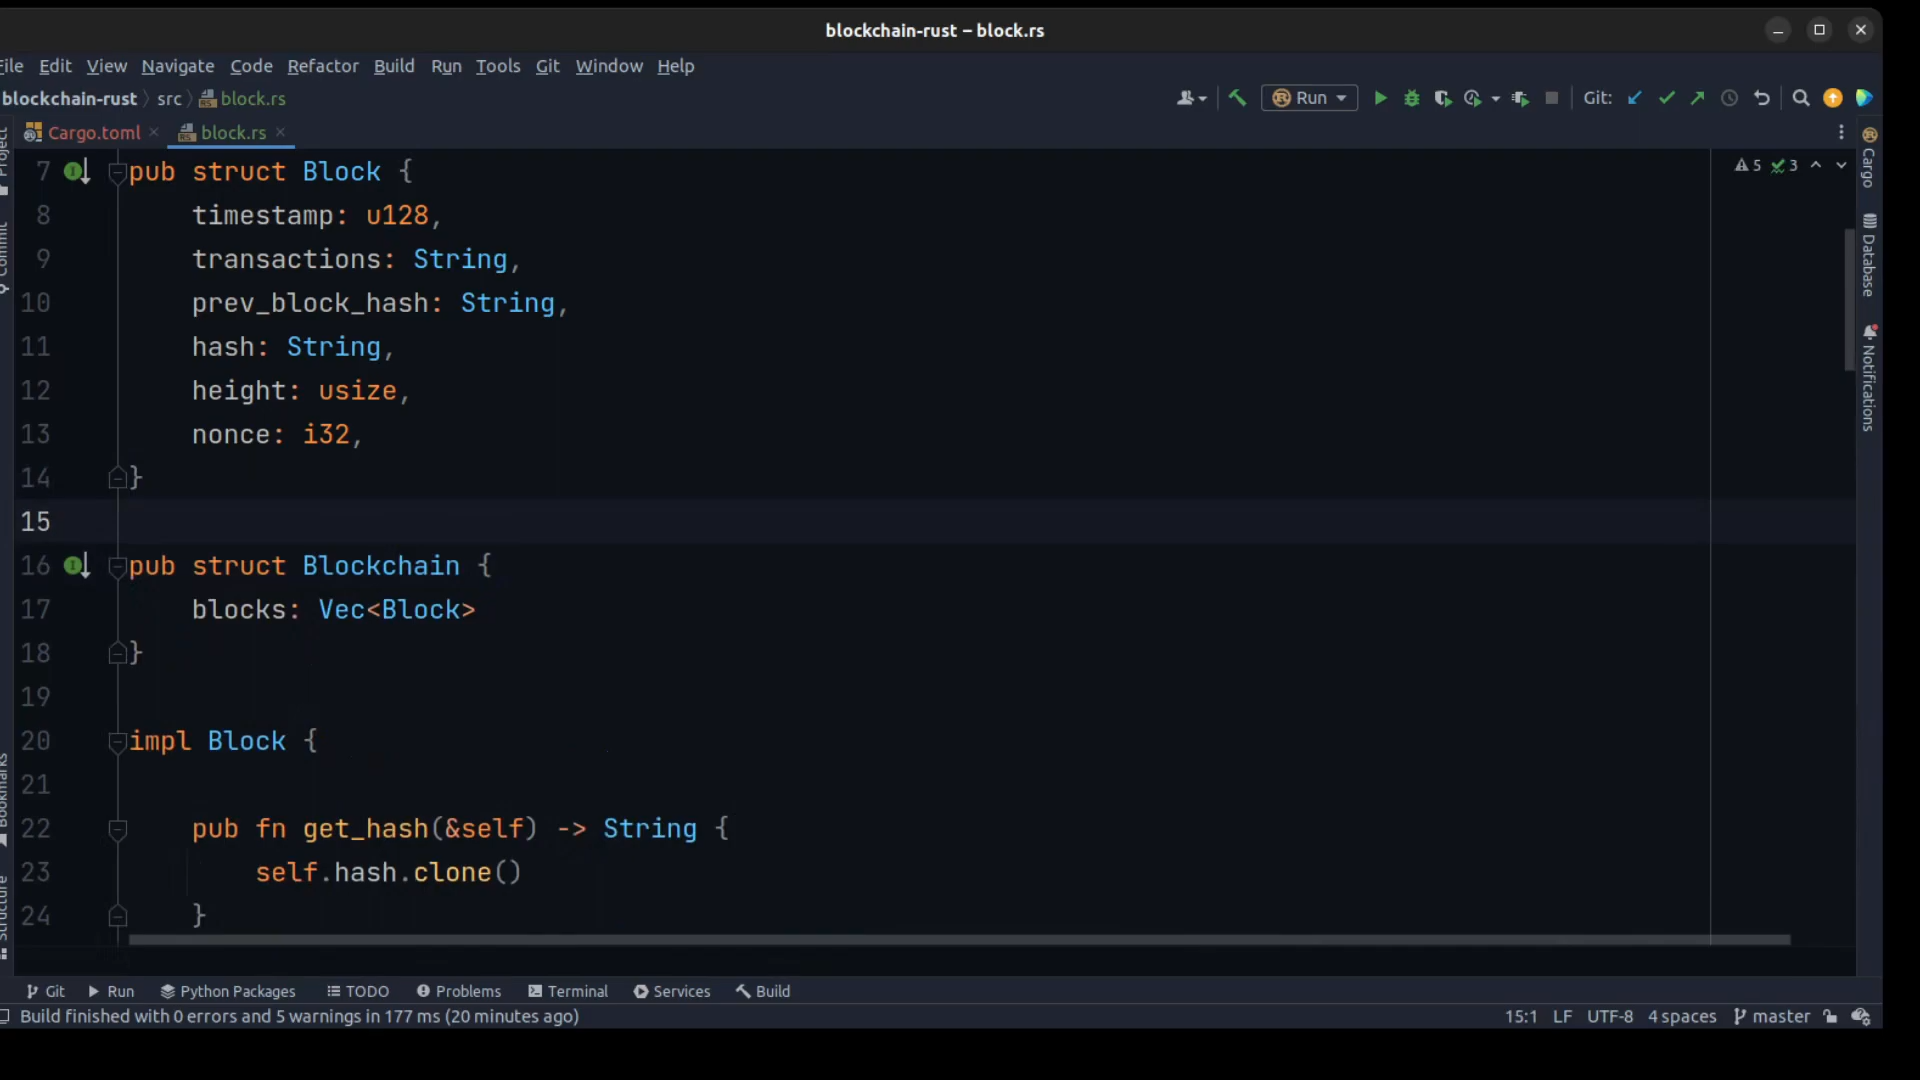 blockchain-rust – block.rs
File Edit View Navigate Code Refactor Build Run Tools Git Window Help
blockchain-rust src block.rs
Run Git:
Cargo.toml block.rs
5 3
7 pub struct Block {
8 timestamp: u128,
9 transactions: String,
10 prev_block_hash: String,
11 hash: String,
12 height: usize,
13 nonce: i32,
14 }
15
16 pub struct Blockchain {
17 blocks: Vec<Block>
18 }
19
20 impl Block {
21
22 pub fn get_hash(&self) -> String {
23 self.hash.clone()
24 }
Project
Commit
Bookmarks
Structure
Cargo
Database
Notifications
Git Run Python Packages TODO Problems Terminal Services Build
Build finished with 0 errors and 5 warnings in 177 ms (20 minutes ago)
15:1 LF UTF-8 4 spaces master